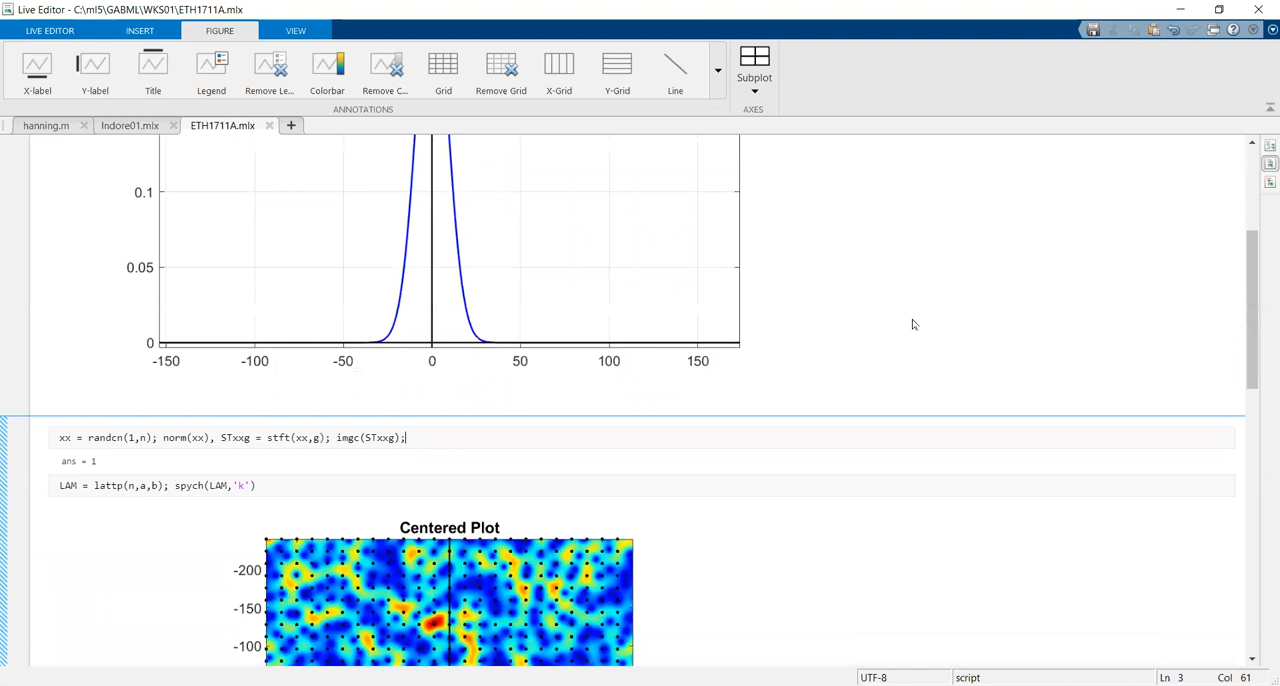 Live Editor - C:\ml5\GABML\WKS01\ETH1711A.mlx
LIVE EDITOR INSERT FIGURE VIEW
X-label Y-label Title Legend Remove Le... Colorbar Remove C... Grid Remove Grid X-Grid Y-Grid Line Subplot
ANNOTATIONS AXES
hanning.m Indore01.mlx ETH1711A.mlx
0.1
0.05
0
-150 -100 -50 0 50 100 150
xx = randcn(1,n); norm(xx), STxxg = stft(xx,g); imgc(STxxg);
ans = 1
LAM = lattp(n,a,b); spych(LAM,'k')
Centered Plot
-200
-150
-100
UTF-8 script Ln 3 Col 61